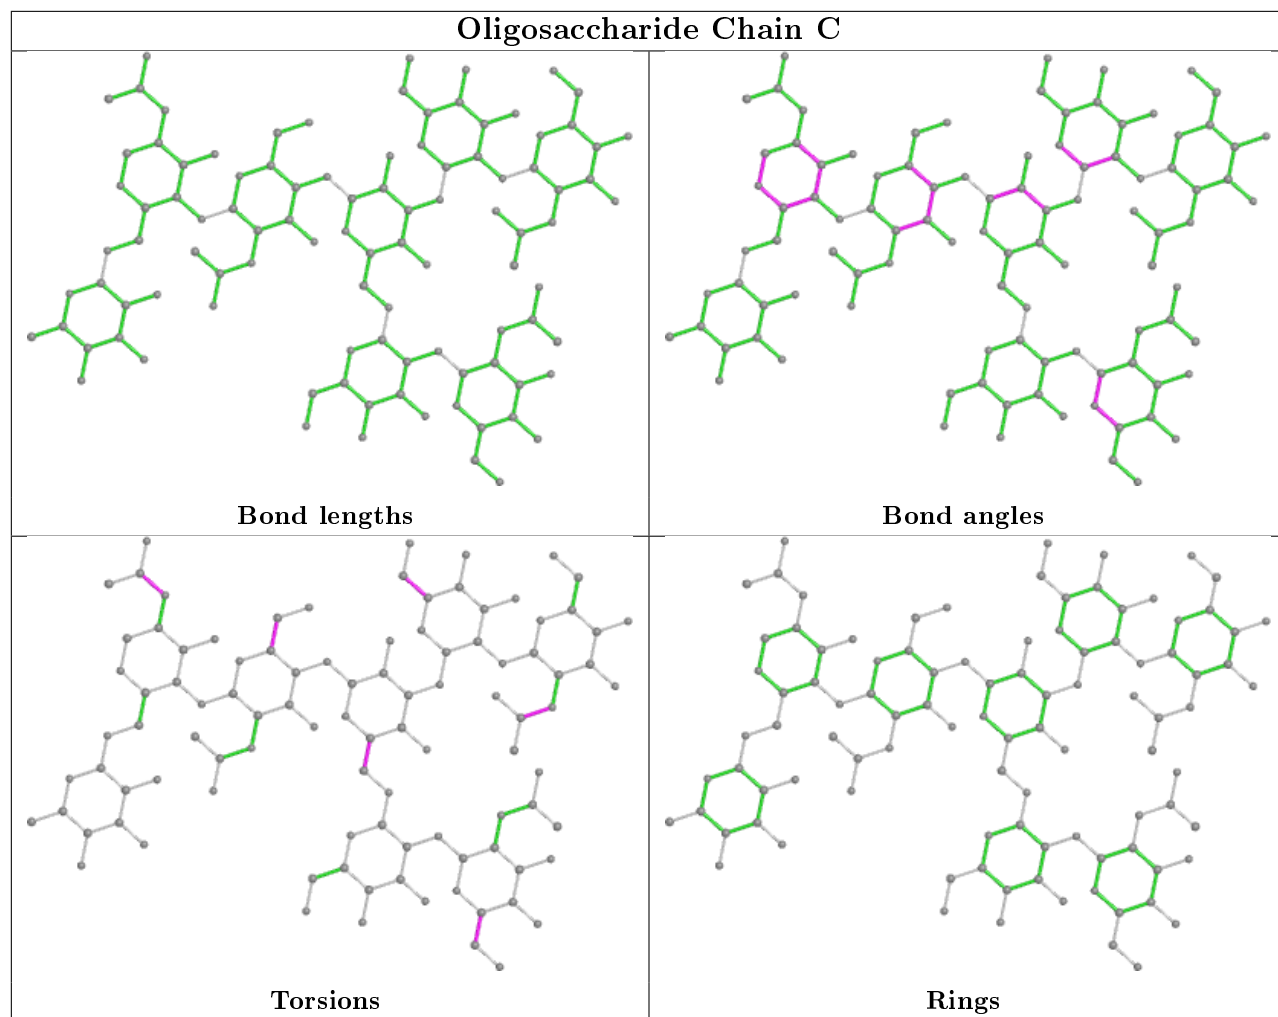 Oligosaccharide Chain C
Bond lengths
Bond angles
Torsions
Rings